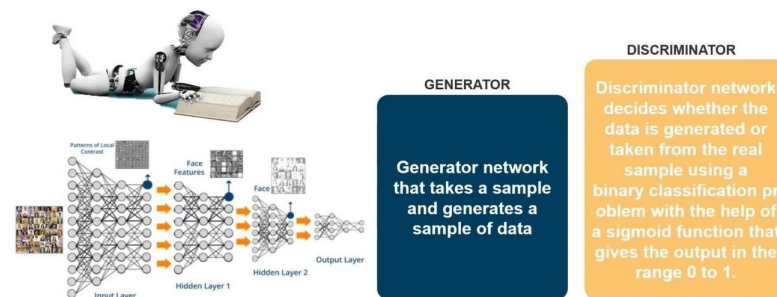 Patterns of Local
Contrast
Face
Features
Face
Input Layer
Hidden Layer 1
Hidden Layer 2
Output Layer
GENERATOR
Generator network
that takes a sample
and generates a
sample of data
DISCRIMINATOR
Discriminator network
decides whether the
data is generated or
taken from the real
sample using a
binary classification pr
oblem with the help of
a sigmoid function that
gives the output in the
range 0 to 1.